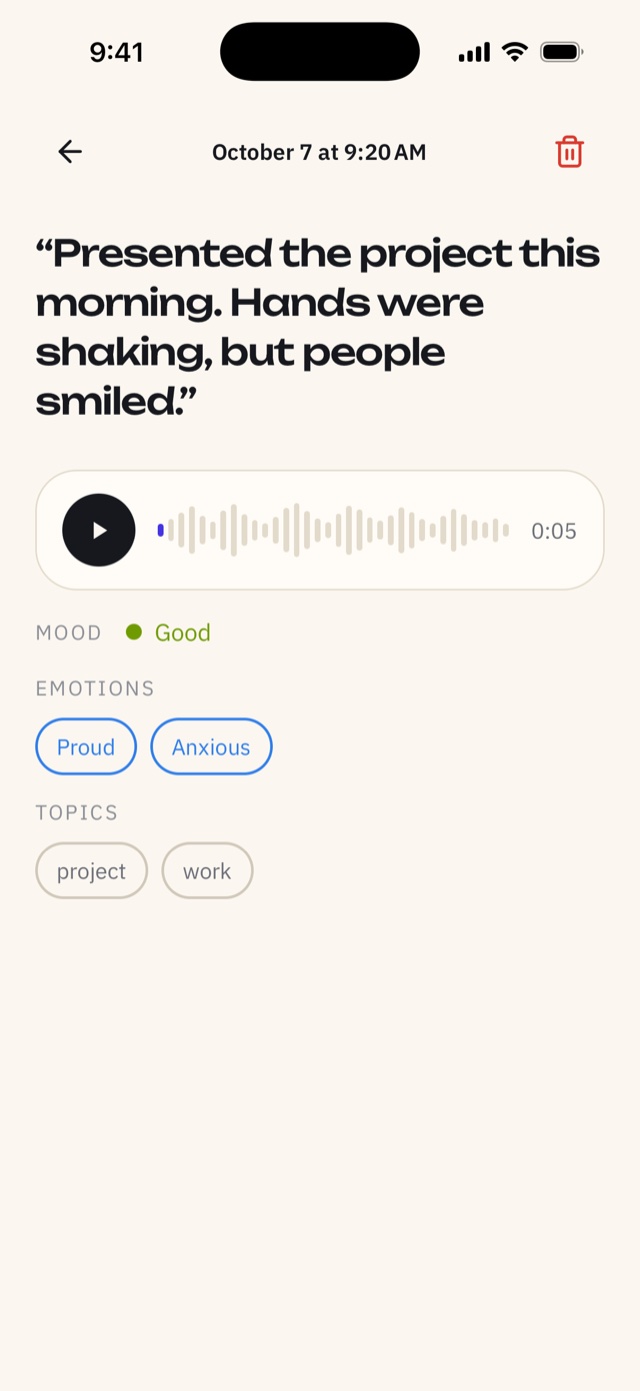 9:41
October 7 at 9:20 AM
“Presented the project this
morning. Hands were
shaking, but people
smiled.”
0:05
MOOD Good
EMOTIONS
Proud Anxious
TOPICS
project work